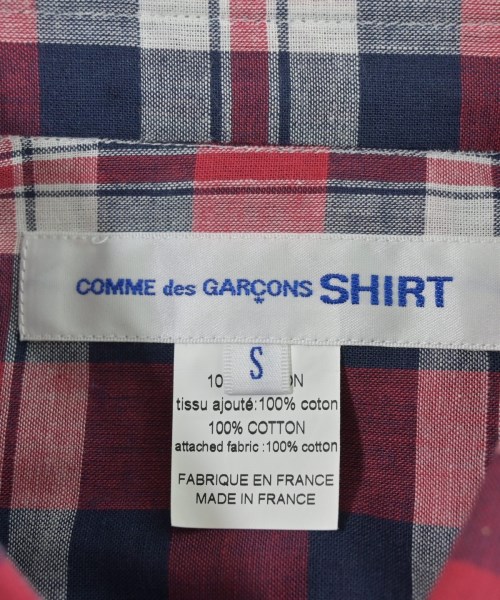 COMME des GARÇONS SHIRT
S
tissu ajouté:100% coton
100% COTTON
attached fabric :100% cotton
FABRIQUE EN FRANCE
MADE IN FRANCE